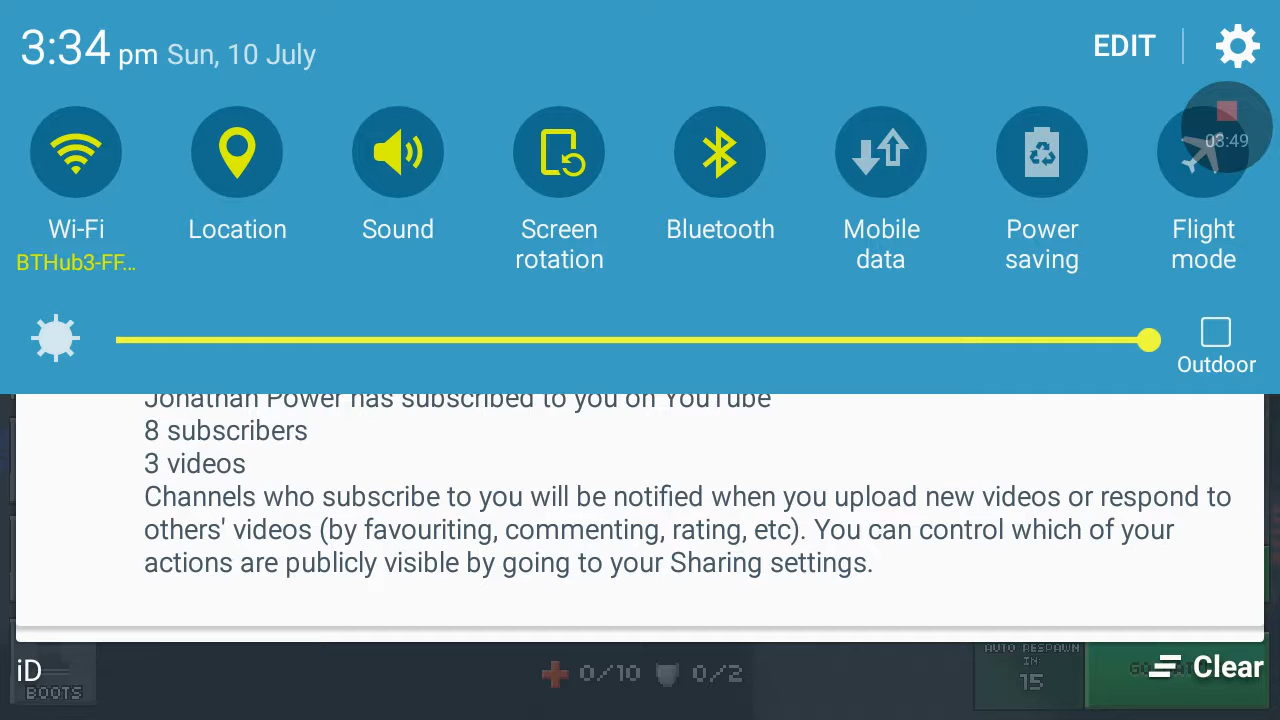 3:34 pm Sun, 10 July
EDIT
03:49
Wi-Fi
BTHub3-FF...
Location
Sound
Screen
rotation
Bluetooth
Mobile
data
Power
saving
Flight
mode
Outdoor
Jonathan Power has subscribed to you on YouTube
8 subscribers
3 videos
Channels who subscribe to you will be notified when you upload new videos or respond to
others' videos (by favouriting, commenting, rating, etc). You can control which of your
actions are publicly visible by going to your Sharing settings.
iD
BOOTS
0/10 0/2
AUTO RESPAWN
IN:
15
Clear